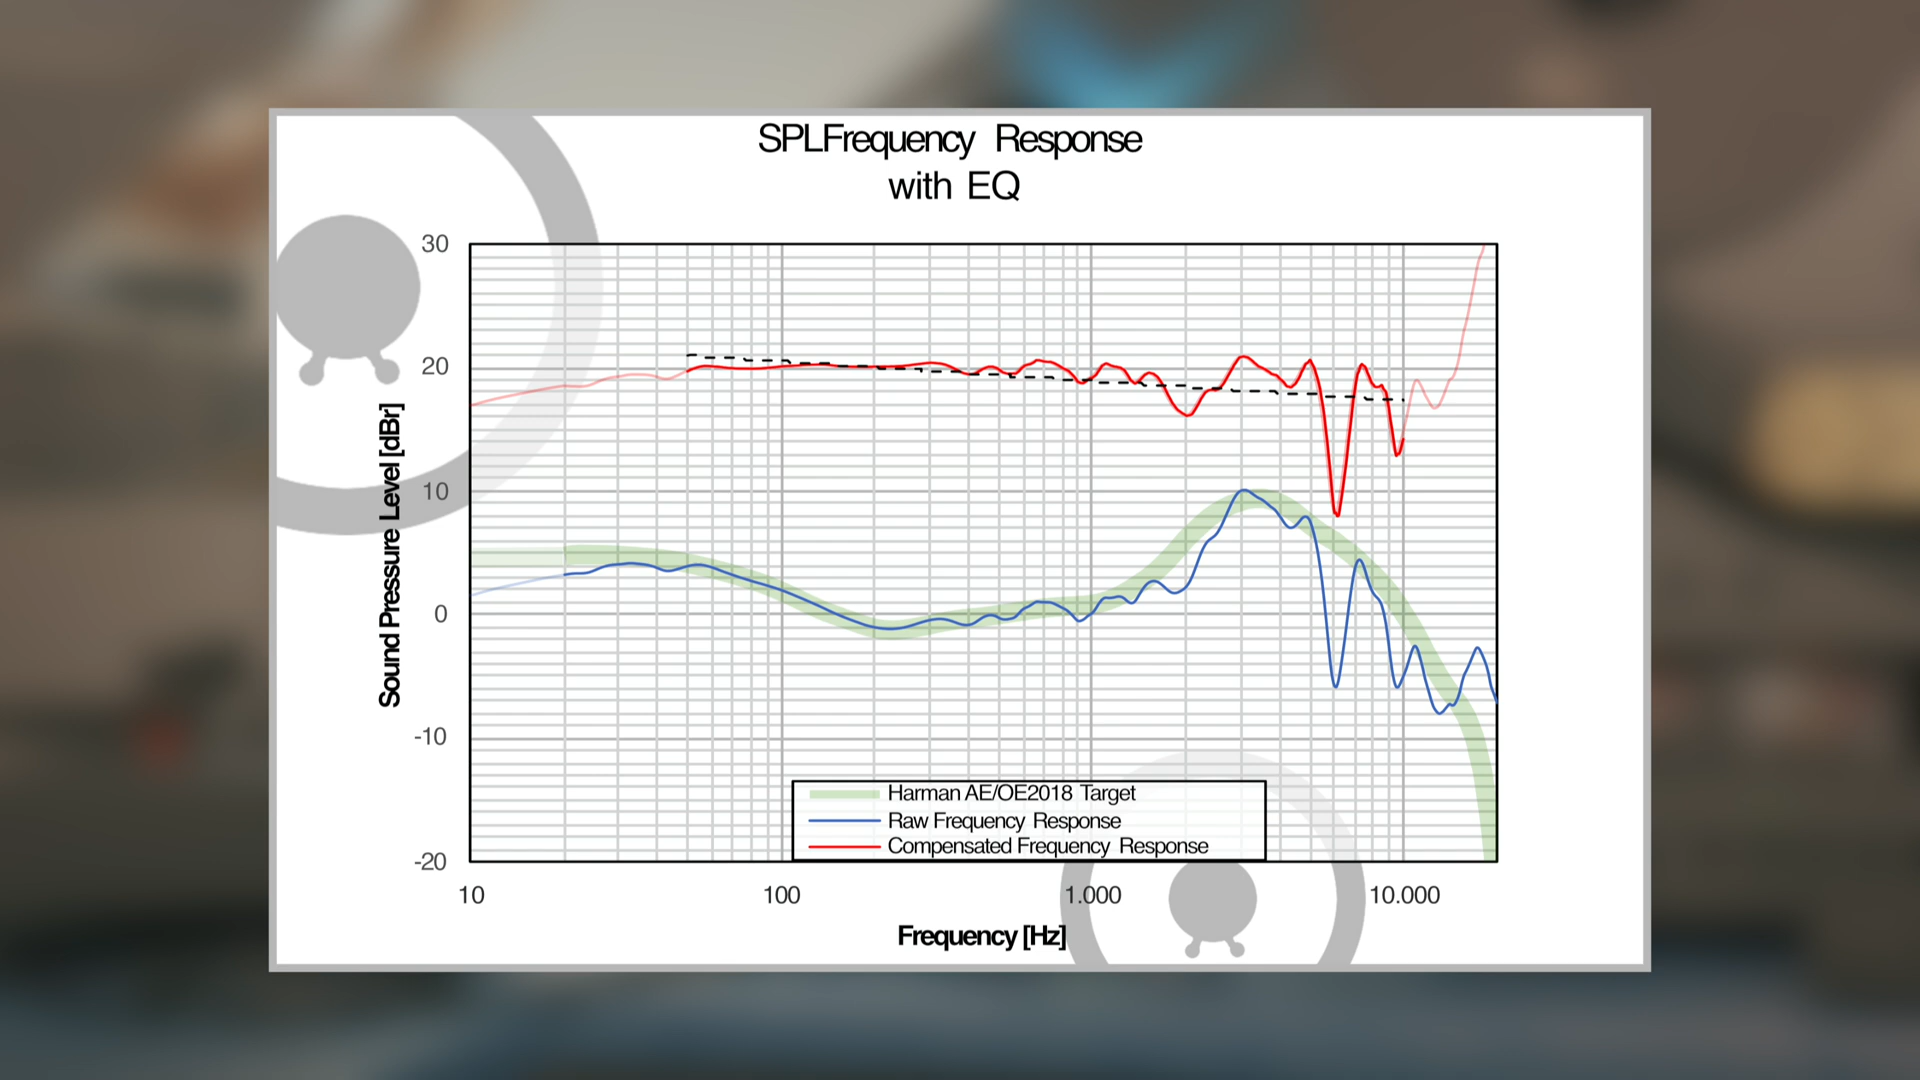 SPLFrequency Response
with EQ
30
20
10
0
-10
-20
Sound Pressure Level [dBr]
Harman AE/OE2018 Target
Raw Frequency Response
Compensated Frequency Response
10
100
1.000
10.000
Frequency [Hz]